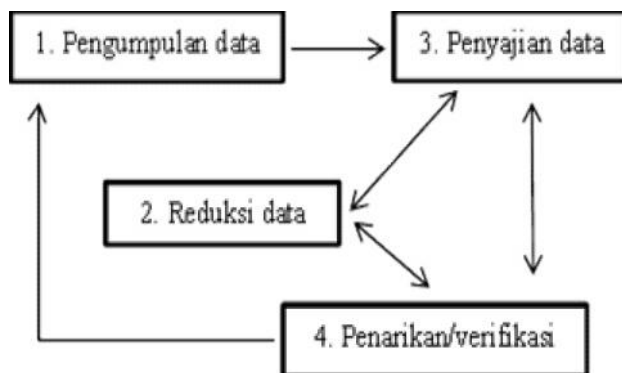 1. Pengumpulan data
3. Penyajian data
2. Reduksi data
4. Penarikan/verifikasi